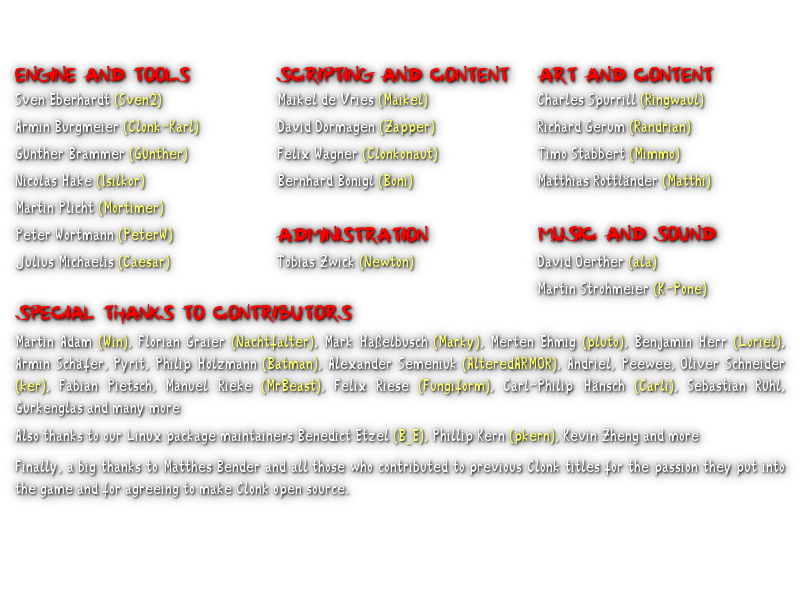 ENGINE AND TOOLS
Sven Eberhardt (Sven2)
Armin Burgmeier (Clonk-Karl)
Günther Brammer (Günther)
Nicolas Hake (Isilkor)
Martin Plicht (Mortimer)
Peter Wortmann (PeterW)
Julius Michaelis (Caesar)
SCRIPTING AND CONTENT
Maikel de Vries (Maikel)
David Dormagen (Zapper)
Felix Wagner (Clonkonaut)
Bernhard Bonigl (Boni)
ADMINISTRATION
Tobias Zwick (Newton)
ART AND CONTENT
Charles Spurrill (Ringwaul)
Richard Gerum (Randrian)
Timo Stabbert (Mimmo)
Matthias Rottländer (Matthi)
MUSIC AND SOUND
David Oerther (ala)
Martin Strohmeier (K-Pone)
SPECIAL THANKS TO CONTRIBUTORS
Martin Adam (Win), Florian Graier (Nachtfalter), Mark Haßelbusch (Marky), Merten Ehmig (pluto), Benjamin Herr (Loriel),
Armin Schäfer, Pyrit, Philip Holzmann (Batman), Alexander Semeniuk (AlteredARMOR), Andriel, Peewee, Oliver Schneider
(ker), Fabian Pietsch, Manuel Rieke (MrBeast), Felix Riese (Fungiform), Carl-Philip Hänsch (Carli), Sebastian Rühl,
Gurkenglas and many more
Also thanks to our Linux package maintainers Benedict Etzel (B_E), Phillip Kern (pkern), Kevin Zheng and more
Finally, a big thanks to Matthes Bender and all those who contributed to previous Clonk titles for the passion they put into
the game and for agreeing to make Clonk open source.